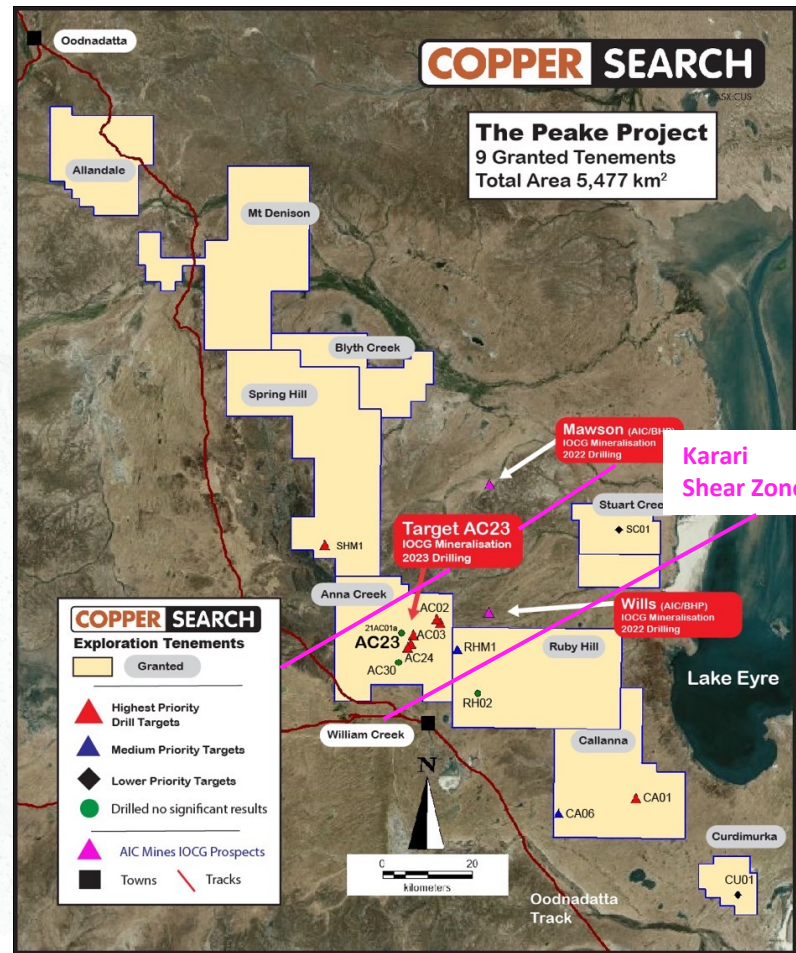 Oodnadatta
COPPER SEARCH
ASX:CUS
The Peake Project
9 Granted Tenements
Total Area 5,477 km²
Allandale
Mt Denison
Blyth Creek
Spring Hill
Mawson (AIC/BHP)
IOCG Mineralisation
2022 Drilling
Karari
Shear Zone
Stuart Cree
SC01
Target AC23
IOCG Mineralisation
2023 Drilling
SHM1
Anna Creek
AC02
21AC01a
AC23
AC03
AC24
AC30
Wills (AIC/BHP)
IOCG Mineralisation
2022 Drilling
RHM1
Ruby Hill
RH02
Lake Eyre
William Creek
Callanna
CA01
CA06
Curdimurka
CU01
COPPER SEARCH
Exploration Tenements
Granted
Highest Priority
Drill Targets
Medium Priority Targets
Lower Priority Targets
Drilled no significant results
AIC Mines IOCG Prospects
Towns
Tracks
N
0 20
kilometers
Oodnadatta
Track